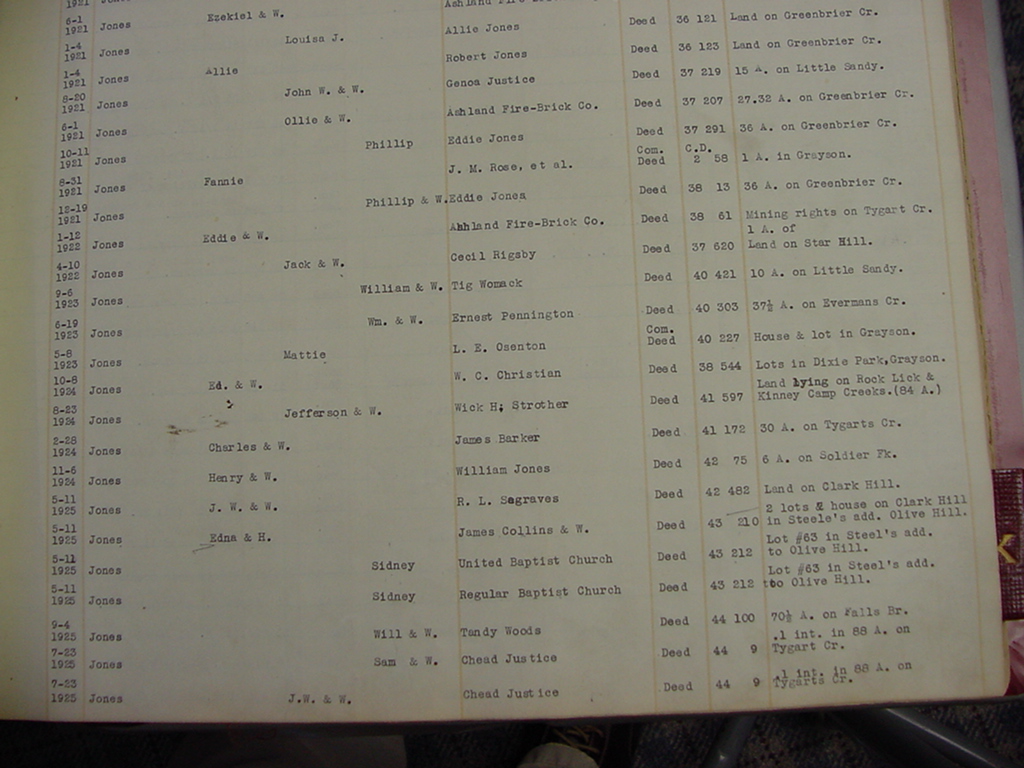 1921 Jones
6-1
1921 Jones Ezekiel & W. Ashland
1-4
1921 Jones Louisa J. Allie Jones Deed 36 121 Land on Greenbrier Cr.
1-4
1921 Jones Allie Robert Jones Deed 36 123 Land on Greenbrier Cr.
8-20
1921 Jones John W. & W. Genoa Justice Deed 37 219 15 A. on Little Sandy.
6-1
1921 Jones Ollie & W. Ashland Fire-Brick Co. Deed 37 207 27.32 A. on Greenbrier Cr.
10-11
1921 Jones Phillip Eddie Jones Deed 37 291 36 A. on Greenbrier Cr.
8-31 Com. C.D.
1921 Jones Fannie J. M. Rose, et al. Deed 2 58 1 A. in Grayson.
12-19
1921 Jones Phillip & W. Eddie Jones Deed 38 13 36 A. on Greenbrier Cr.
1-12
1922 Jones Eddie & W. Ahhland Fire-Brick Co. Deed 38 61 Mining rights on Tygart Cr.
4-10 1 A. of
1922 Jones Jack & W. Cecil Rigsby Deed 37 620 Land on Star Hill.
9-6
1923 Jones William & W. Tig Womack Deed 40 421 10 A. on Little Sandy.
6-19
1923 Jones Wm. & W. Ernest Pennington Deed 40 303 37½ A. on Evermans Cr.
5-8 Com.
1923 Jones Mattie L. E. Osenton Deed 40 227 House & lot in Grayson.
10-8
1924 Jones Ed. & W. W. C. Christian Deed 38 544 Lots in Dixie Park,Grayson.
8-23 Land lying on Rock Lick &
1924 Jones Jefferson & W. Wick H. Strother Deed 41 597 Kinney Camp Creeks.(84 A.)
2-28
1924 Jones Charles & W. James Barker Deed 41 172 30 A. on Tygarts Cr.
11-6
1924 Jones Henry & W. William Jones Deed 42 75 6 A. on Soldier Fk.
5-11
1925 Jones J. W. & W. R. L. Segraves Deed 42 482 Land on Clark Hill.
5-11 2 lots & house on Clark Hill
1925 Jones Edna & H. James Collins & W. Deed 43 210 in Steele's add. Olive Hill.
5-11 Lot #63 in Steel's add.
1925 Jones Sidney United Baptist Church Deed 43 212 to Olive Hill.
5-11 Lot #63 in Steel's add.
1925 Jones Sidney Regular Baptist Church Deed 43 212 too Olive Hill.
9-4
1925 Jones Will & W. Tandy Woods Deed 44 100 70½ A. on Falls Br.
7-23 .1 int. in 88 A. on
1925 Jones Sam & W. Chead Justice Deed 44 9 Tygart Cr.
7-23 .1 int. in 88 A. on
1925 Jones J.W. & W. Chead Justice Deed 44 9 Tygarts Cr.